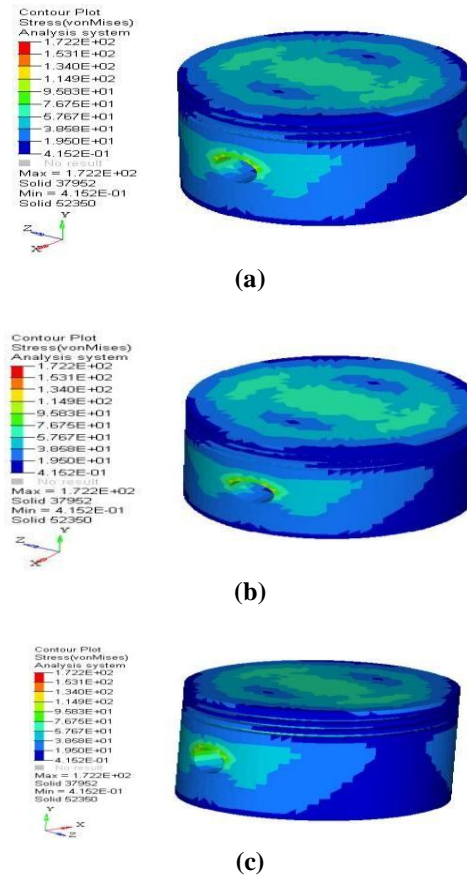 Contour Plot
Stress(vonMises)
Analysis system
1.722E+02
1.531E+02
1.340E+02
1.149E+02
9.583E+01
7.675E+01
5.767E+01
3.858E+01
1.950E+01
4.152E-01
No result
Max = 1.722E+02
Solid 37952
Min = 4.152E-01
Solid 52350
Y
Z
X
(a)
Contour Plot
Stress(vonMises)
Analysis system
1.722E+02
1.531E+02
1.340E+02
1.149E+02
9.583E+01
7.675E+01
5.767E+01
3.858E+01
1.950E+01
4.152E-01
No result
Max = 1.722E+02
Solid 37952
Min = 4.152E-01
Solid 52350
Y
Z
X
(b)
Contour Plot
Stress(vonMises)
Analysis system
1.722E+02
1.531E+02
1.340E+02
1.149E+02
9.583E+01
7.675E+01
5.767E+01
3.858E+01
1.950E+01
4.152E-01
No result
Max = 1.722E+02
Solid 37952
Min = 4.152E-01
Solid 52350
Y
X
Z
(c)